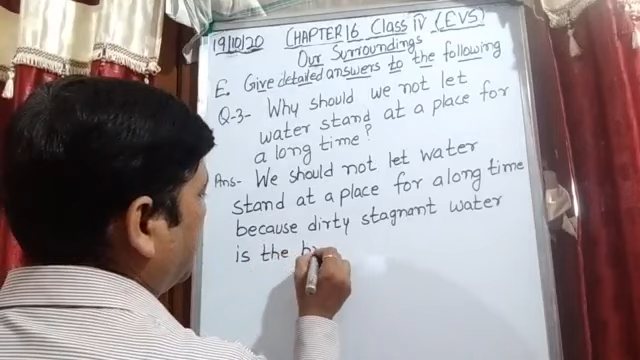 19/10/20 CHAPTER 16 Class IV (EVS)
Our Surroundings
E. Give detailed answers to the following
Q-3- Why should we not let
water stand at a place for
a long time?
Ans- We should not let water
stand at a place for a long time
because dirty stagnant water
is the